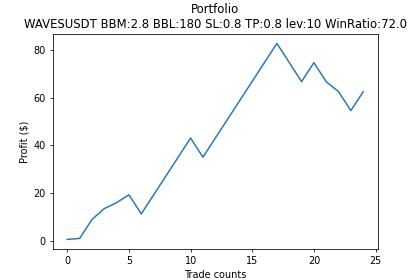 Portfolio
WAVESUSDT BBM:2.8 BBL:180 SL:0.8 TP:0.8 lev:10 WinRatio:72.0
80
60
40
20
0
Profit ($)
0 5 10 15 20 25
Trade counts